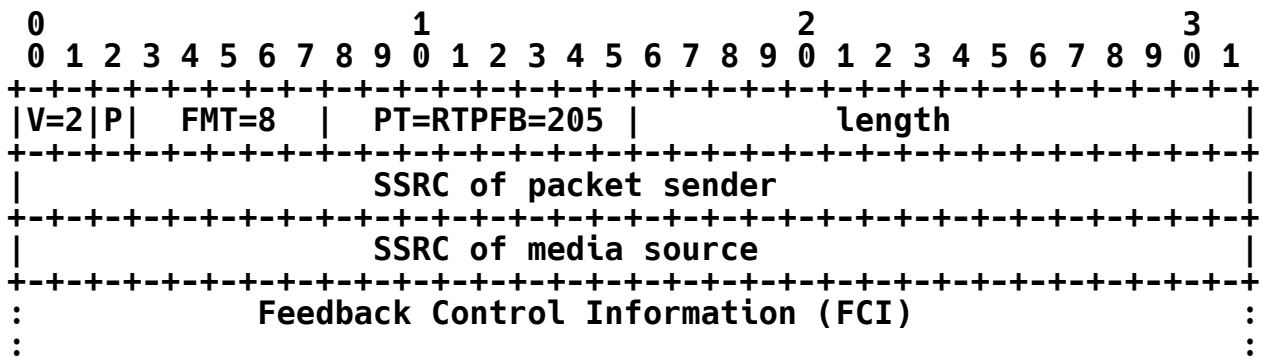 0                   1                   2                   3
 0 1 2 3 4 5 6 7 8 9 0 1 2 3 4 5 6 7 8 9 0 1 2 3 4 5 6 7 8 9 0 1
+-+-+-+-+-+-+-+-+-+-+-+-+-+-+-+-+-+-+-+-+-+-+-+-+-+-+-+-+-+-+-+-+
|V=2|P|  FMT=8  |  PT=RTPFB=205 |          length               |
+-+-+-+-+-+-+-+-+-+-+-+-+-+-+-+-+-+-+-+-+-+-+-+-+-+-+-+-+-+-+-+-+
|                  SSRC of packet sender                        |
+-+-+-+-+-+-+-+-+-+-+-+-+-+-+-+-+-+-+-+-+-+-+-+-+-+-+-+-+-+-+-+-+
|                  SSRC of media source                         |
+-+-+-+-+-+-+-+-+-+-+-+-+-+-+-+-+-+-+-+-+-+-+-+-+-+-+-+-+-+-+-+-+
:            Feedback Control Information (FCI)                 :
:                                                               :